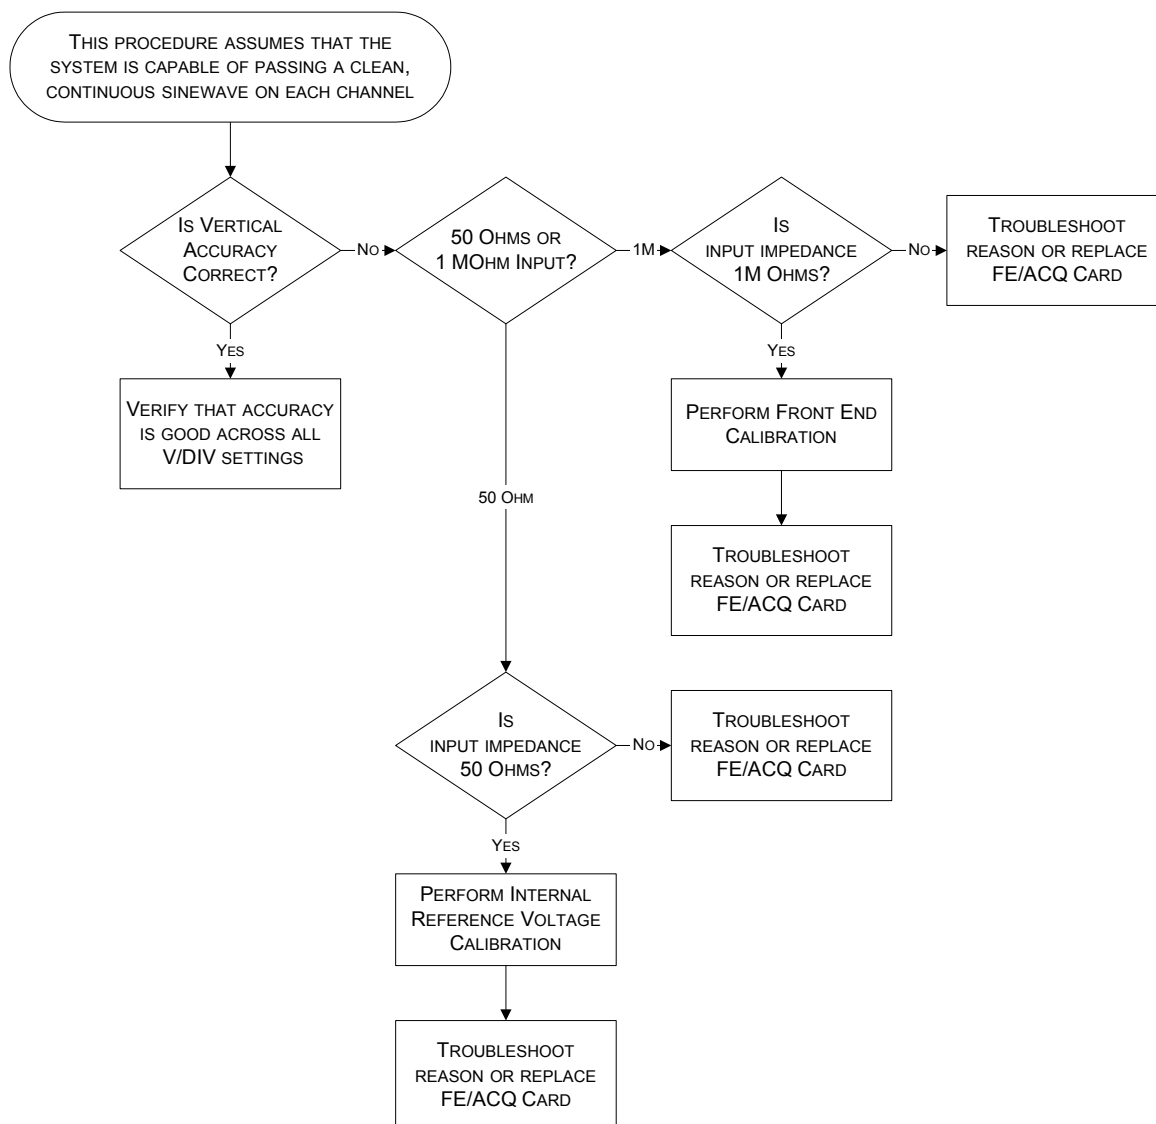 THIS PROCEDURE ASSUMES THAT THE
SYSTEM IS CAPABLE OF PASSING A CLEAN,
CONTINUOUS SINEWAVE ON EACH CHANNEL
IS VERTICAL
ACCURACY
CORRECT?
NO
50 OHMS OR
1 MOHM INPUT?
1M
IS
INPUT IMPEDANCE
1M OHMS?
NO
TROUBLESHOOT
REASON OR REPLACE
FE/ACQ CARD
YES
VERIFY THAT ACCURACY
IS GOOD ACROSS ALL
V/DIV SETTINGS
YES
PERFORM FRONT END
CALIBRATION
50 OHM
TROUBLESHOOT
REASON OR REPLACE
FE/ACQ CARD
IS
INPUT IMPEDANCE
50 OHMS?
NO
TROUBLESHOOT
REASON OR REPLACE
FE/ACQ CARD
YES
PERFORM INTERNAL
REFERENCE VOLTAGE
CALIBRATION
TROUBLESHOOT
REASON OR REPLACE
FE/ACQ CARD